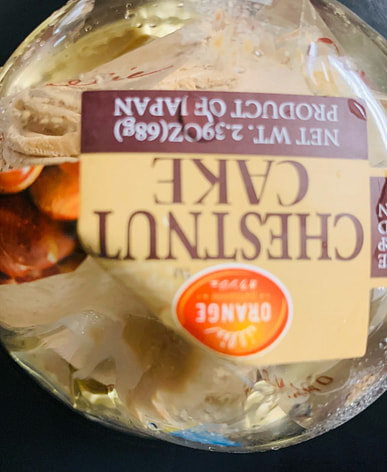 ORANGE
CHESTNUT
CAKE
NET WT. 2.39OZ(68g)
PRODUCT OF JAPAN